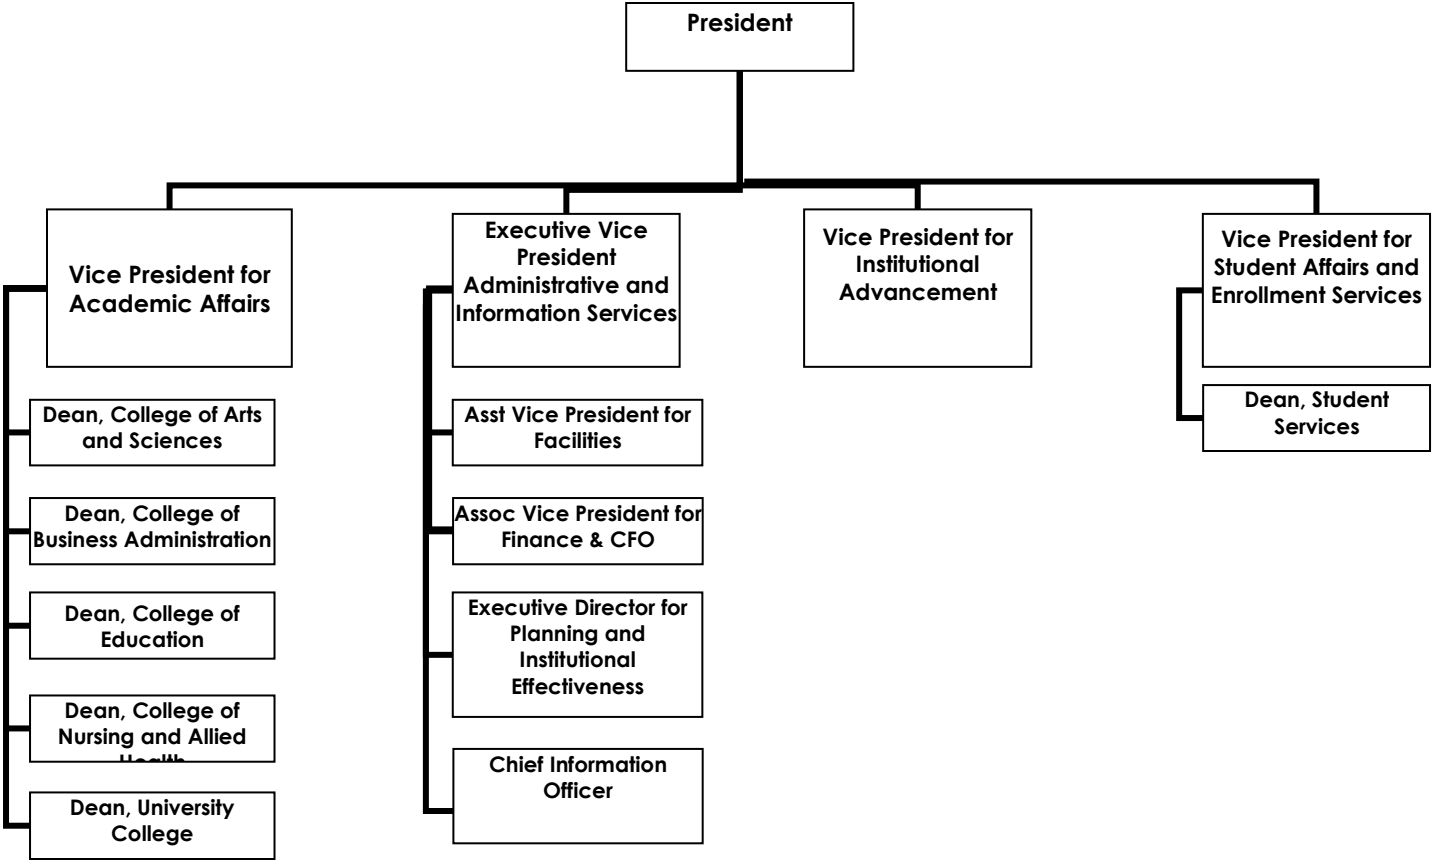 President
Vice President for
Academic Affairs
Executive Vice
President
Administrative and
Information Services
Vice President for
Institutional
Advancement
Vice President for
Student Affairs and
Enrollment Services
Dean, College of Arts
and Sciences
Dean, College of
Business Administration
Dean, College of
Education
Dean, College of
Nursing and Allied
Health
Dean, University
College
Asst Vice President for
Facilities
Assoc Vice President for
Finance & CFO
Executive Director for
Planning and
Institutional
Effectiveness
Chief Information
Officer
Dean, Student
Services